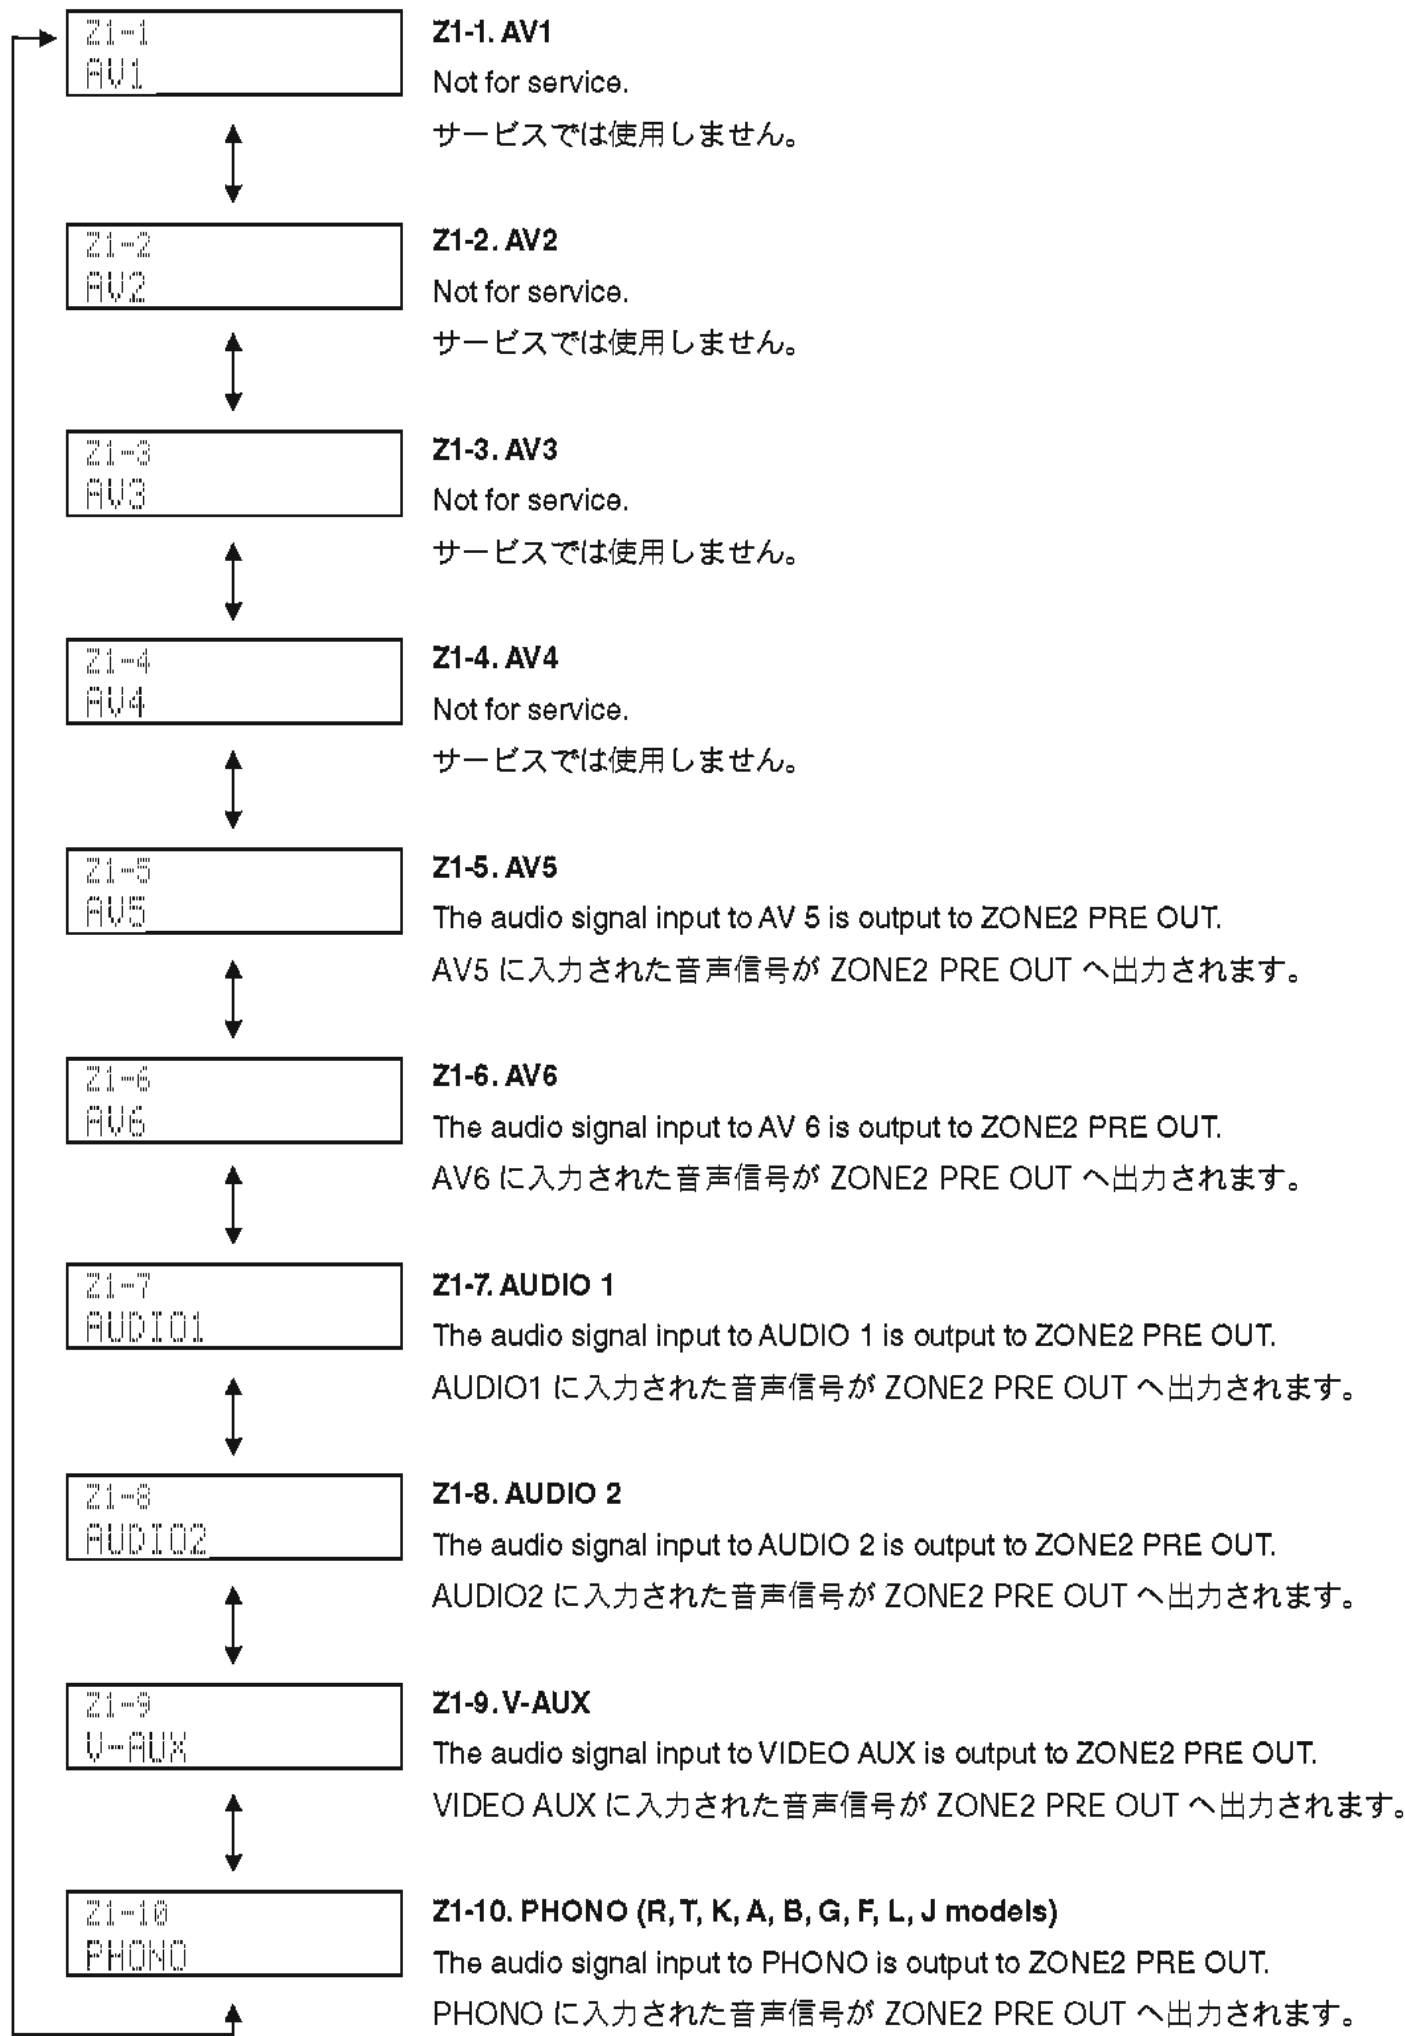 Z1-1
AV1
Z1-1. AV1
Not for service.
サービスでは使用しません。
Z1-2
AV2
Z1-2. AV2
Not for service.
サービスでは使用しません。
Z1-3
AV3
Z1-3. AV3
Not for service.
サービスでは使用しません。
Z1-4
AV4
Z1-4. AV4
Not for service.
サービスでは使用しません。
Z1-5
AV5
Z1-5. AV5
The audio signal input to AV 5 is output to ZONE2 PRE OUT.
AV5 に入力された音声信号が ZONE2 PRE OUT へ出力されます。
Z1-6
AV6
Z1-6. AV6
The audio signal input to AV 6 is output to ZONE2 PRE OUT.
AV6 に入力された音声信号が ZONE2 PRE OUT へ出力されます。
Z1-7
AUDIO1
Z1-7. AUDIO 1
The audio signal input to AUDIO 1 is output to ZONE2 PRE OUT.
AUDIO1 に入力された音声信号が ZONE2 PRE OUT へ出力されます。
Z1-8
AUDIO2
Z1-8. AUDIO 2
The audio signal input to AUDIO 2 is output to ZONE2 PRE OUT.
AUDIO2 に入力された音声信号が ZONE2 PRE OUT へ出力されます。
Z1-9
V-AUX
Z1-9. V-AUX
The audio signal input to VIDEO AUX is output to ZONE2 PRE OUT.
VIDEO AUX に入力された音声信号が ZONE2 PRE OUT へ出力されます。
Z1-10
PHONO
Z1-10. PHONO (R, T, K, A, B, G, F, L, J models)
The audio signal input to PHONO is output to ZONE2 PRE OUT.
PHONO に入力された音声信号が ZONE2 PRE OUT へ出力されます。